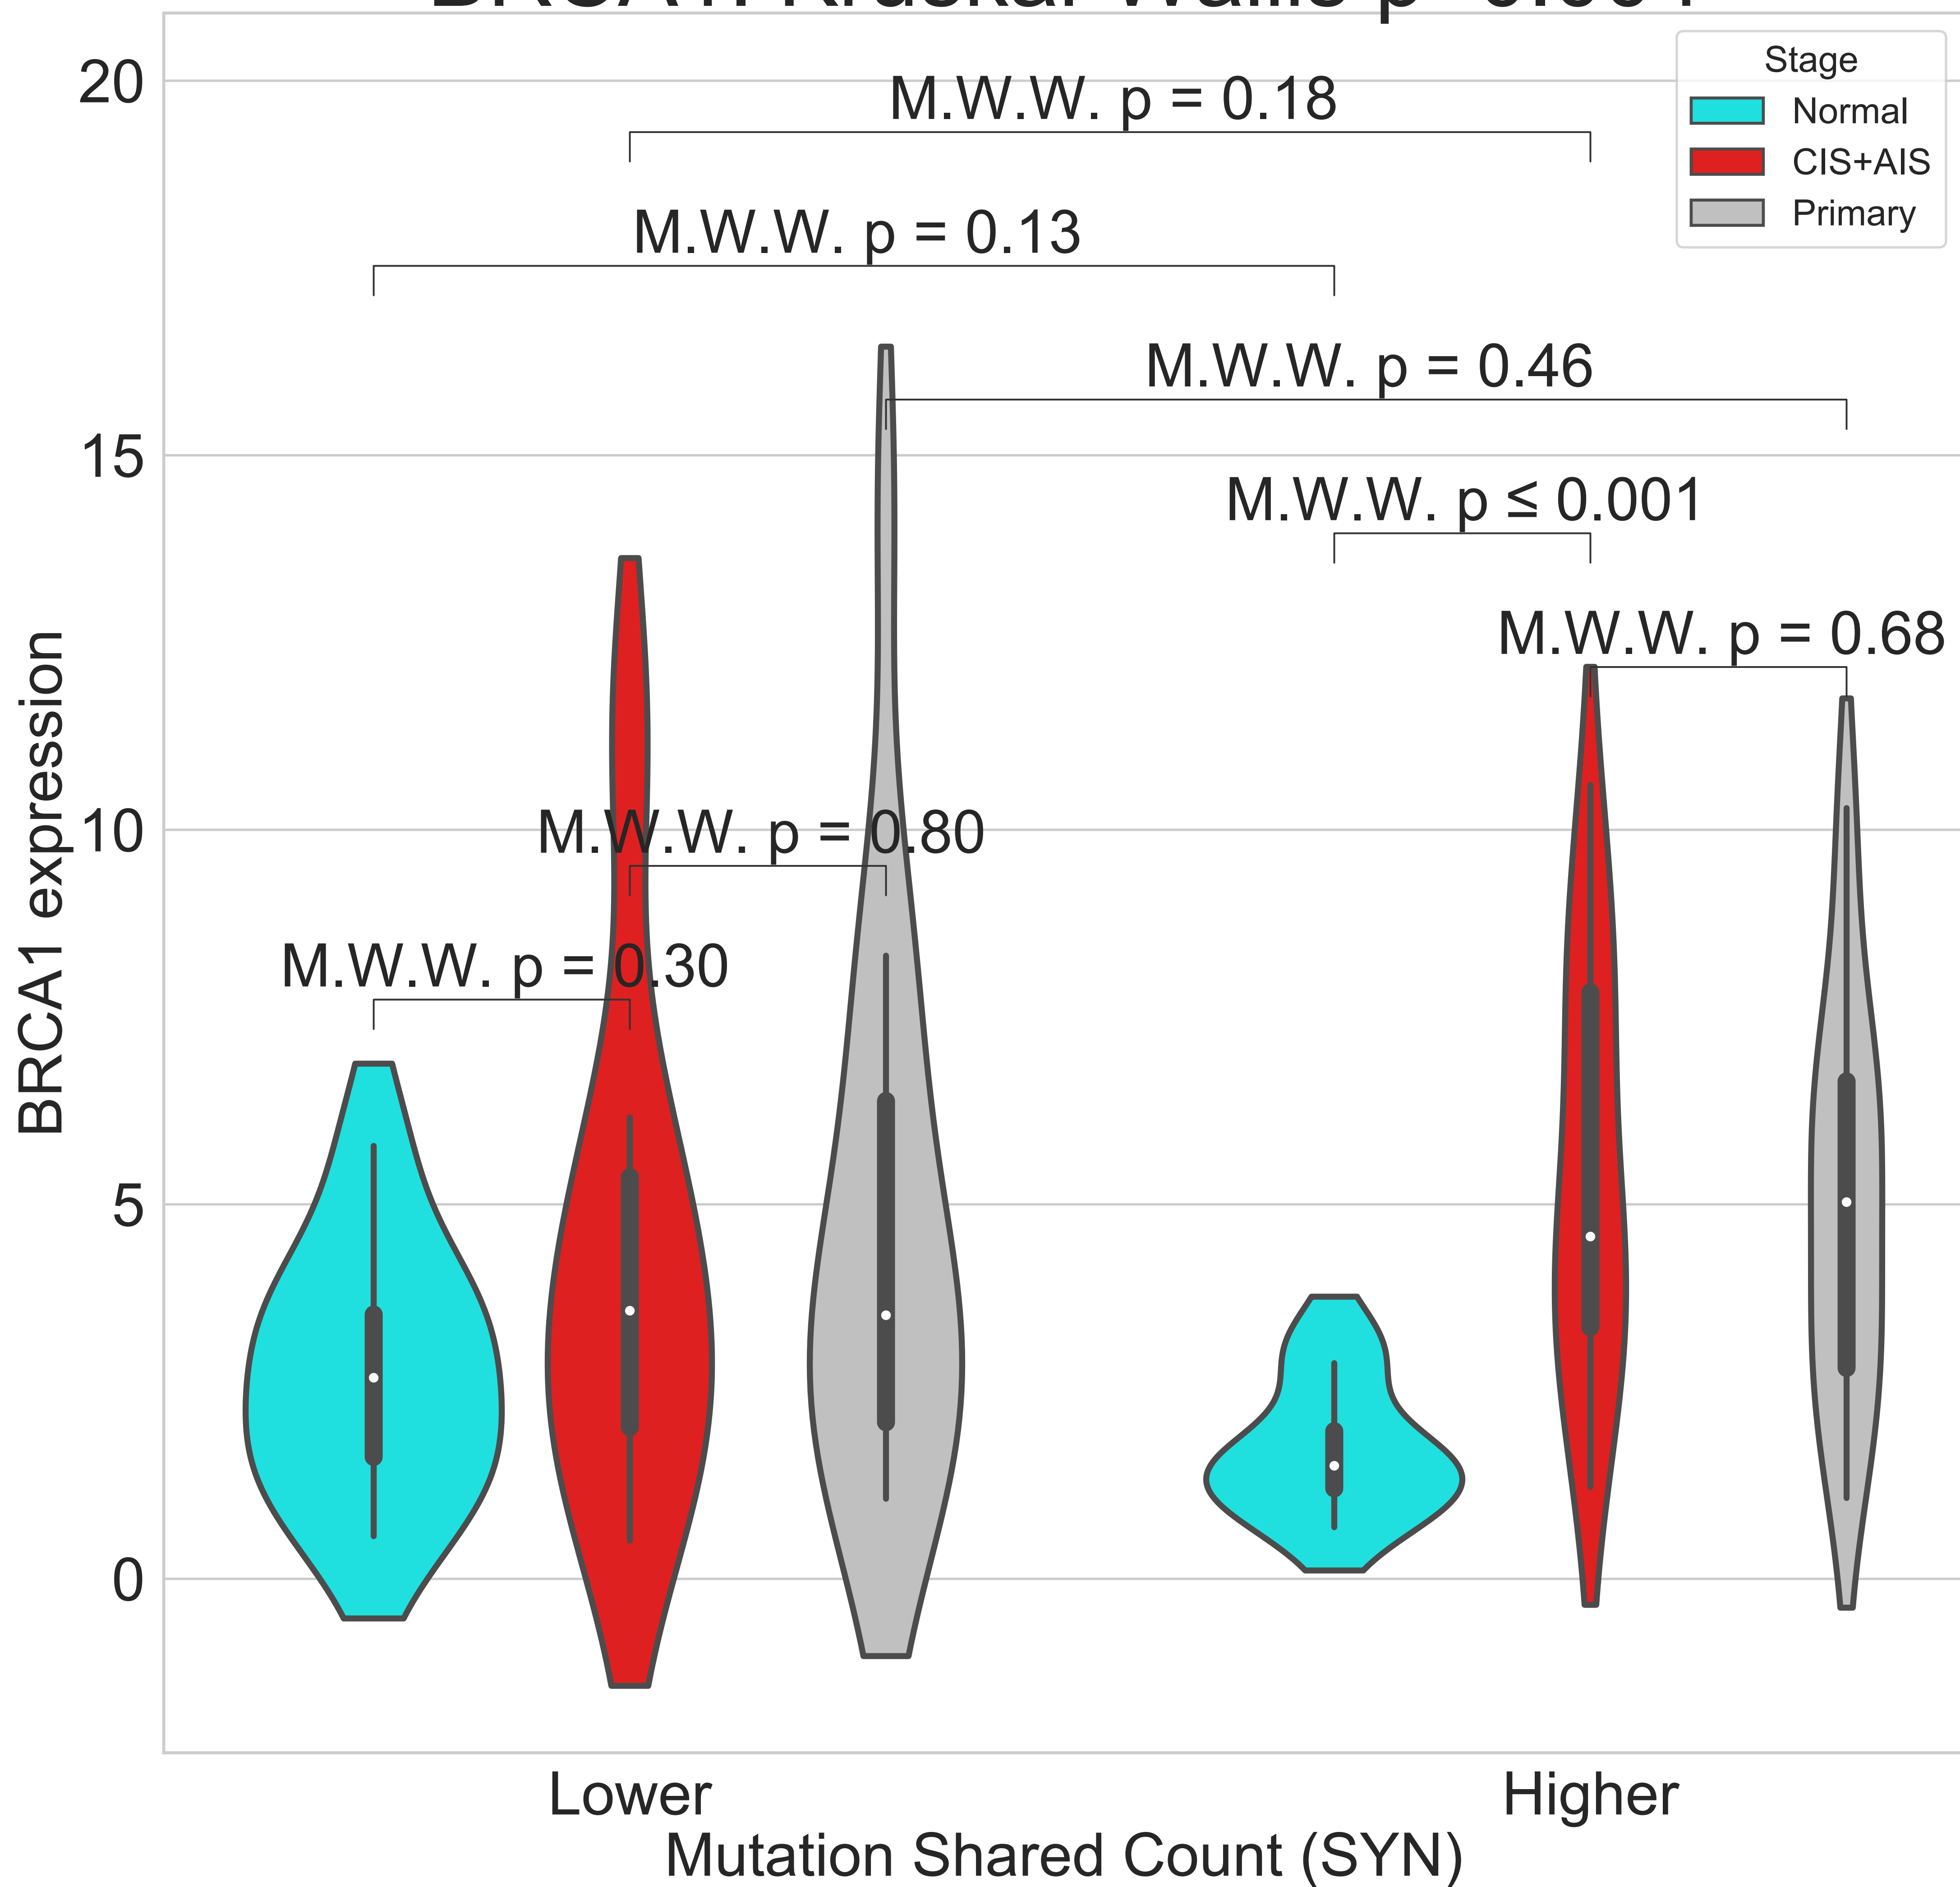 20
15
10
5
0
BRCA1 expression
M.W.W. p = 0.18
M.W.W. p = 0.13
M.W.W. p = 0.46
M.W.W. p ≤ 0.001
M.W.W. p = 0.68
M.W.W. p = 0.80
M.W.W. p = 0.30
Stage
Normal
CIS+AIS
Primary
Lower
Higher
Mutation Shared Count (SYN)